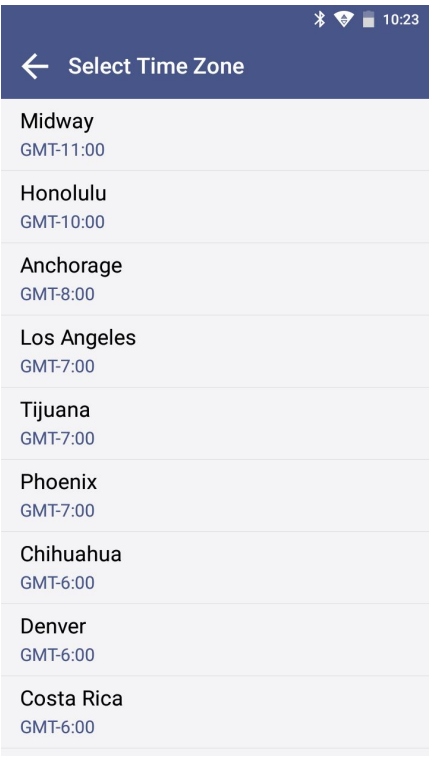 10:23
Select Time Zone
Midway
GMT-11:00
Honolulu
GMT-10:00
Anchorage
GMT-8:00
Los Angeles
GMT-7:00
Tijuana
GMT-7:00
Phoenix
GMT-7:00
Chihuahua
GMT-6:00
Denver
GMT-6:00
Costa Rica
GMT-6:00